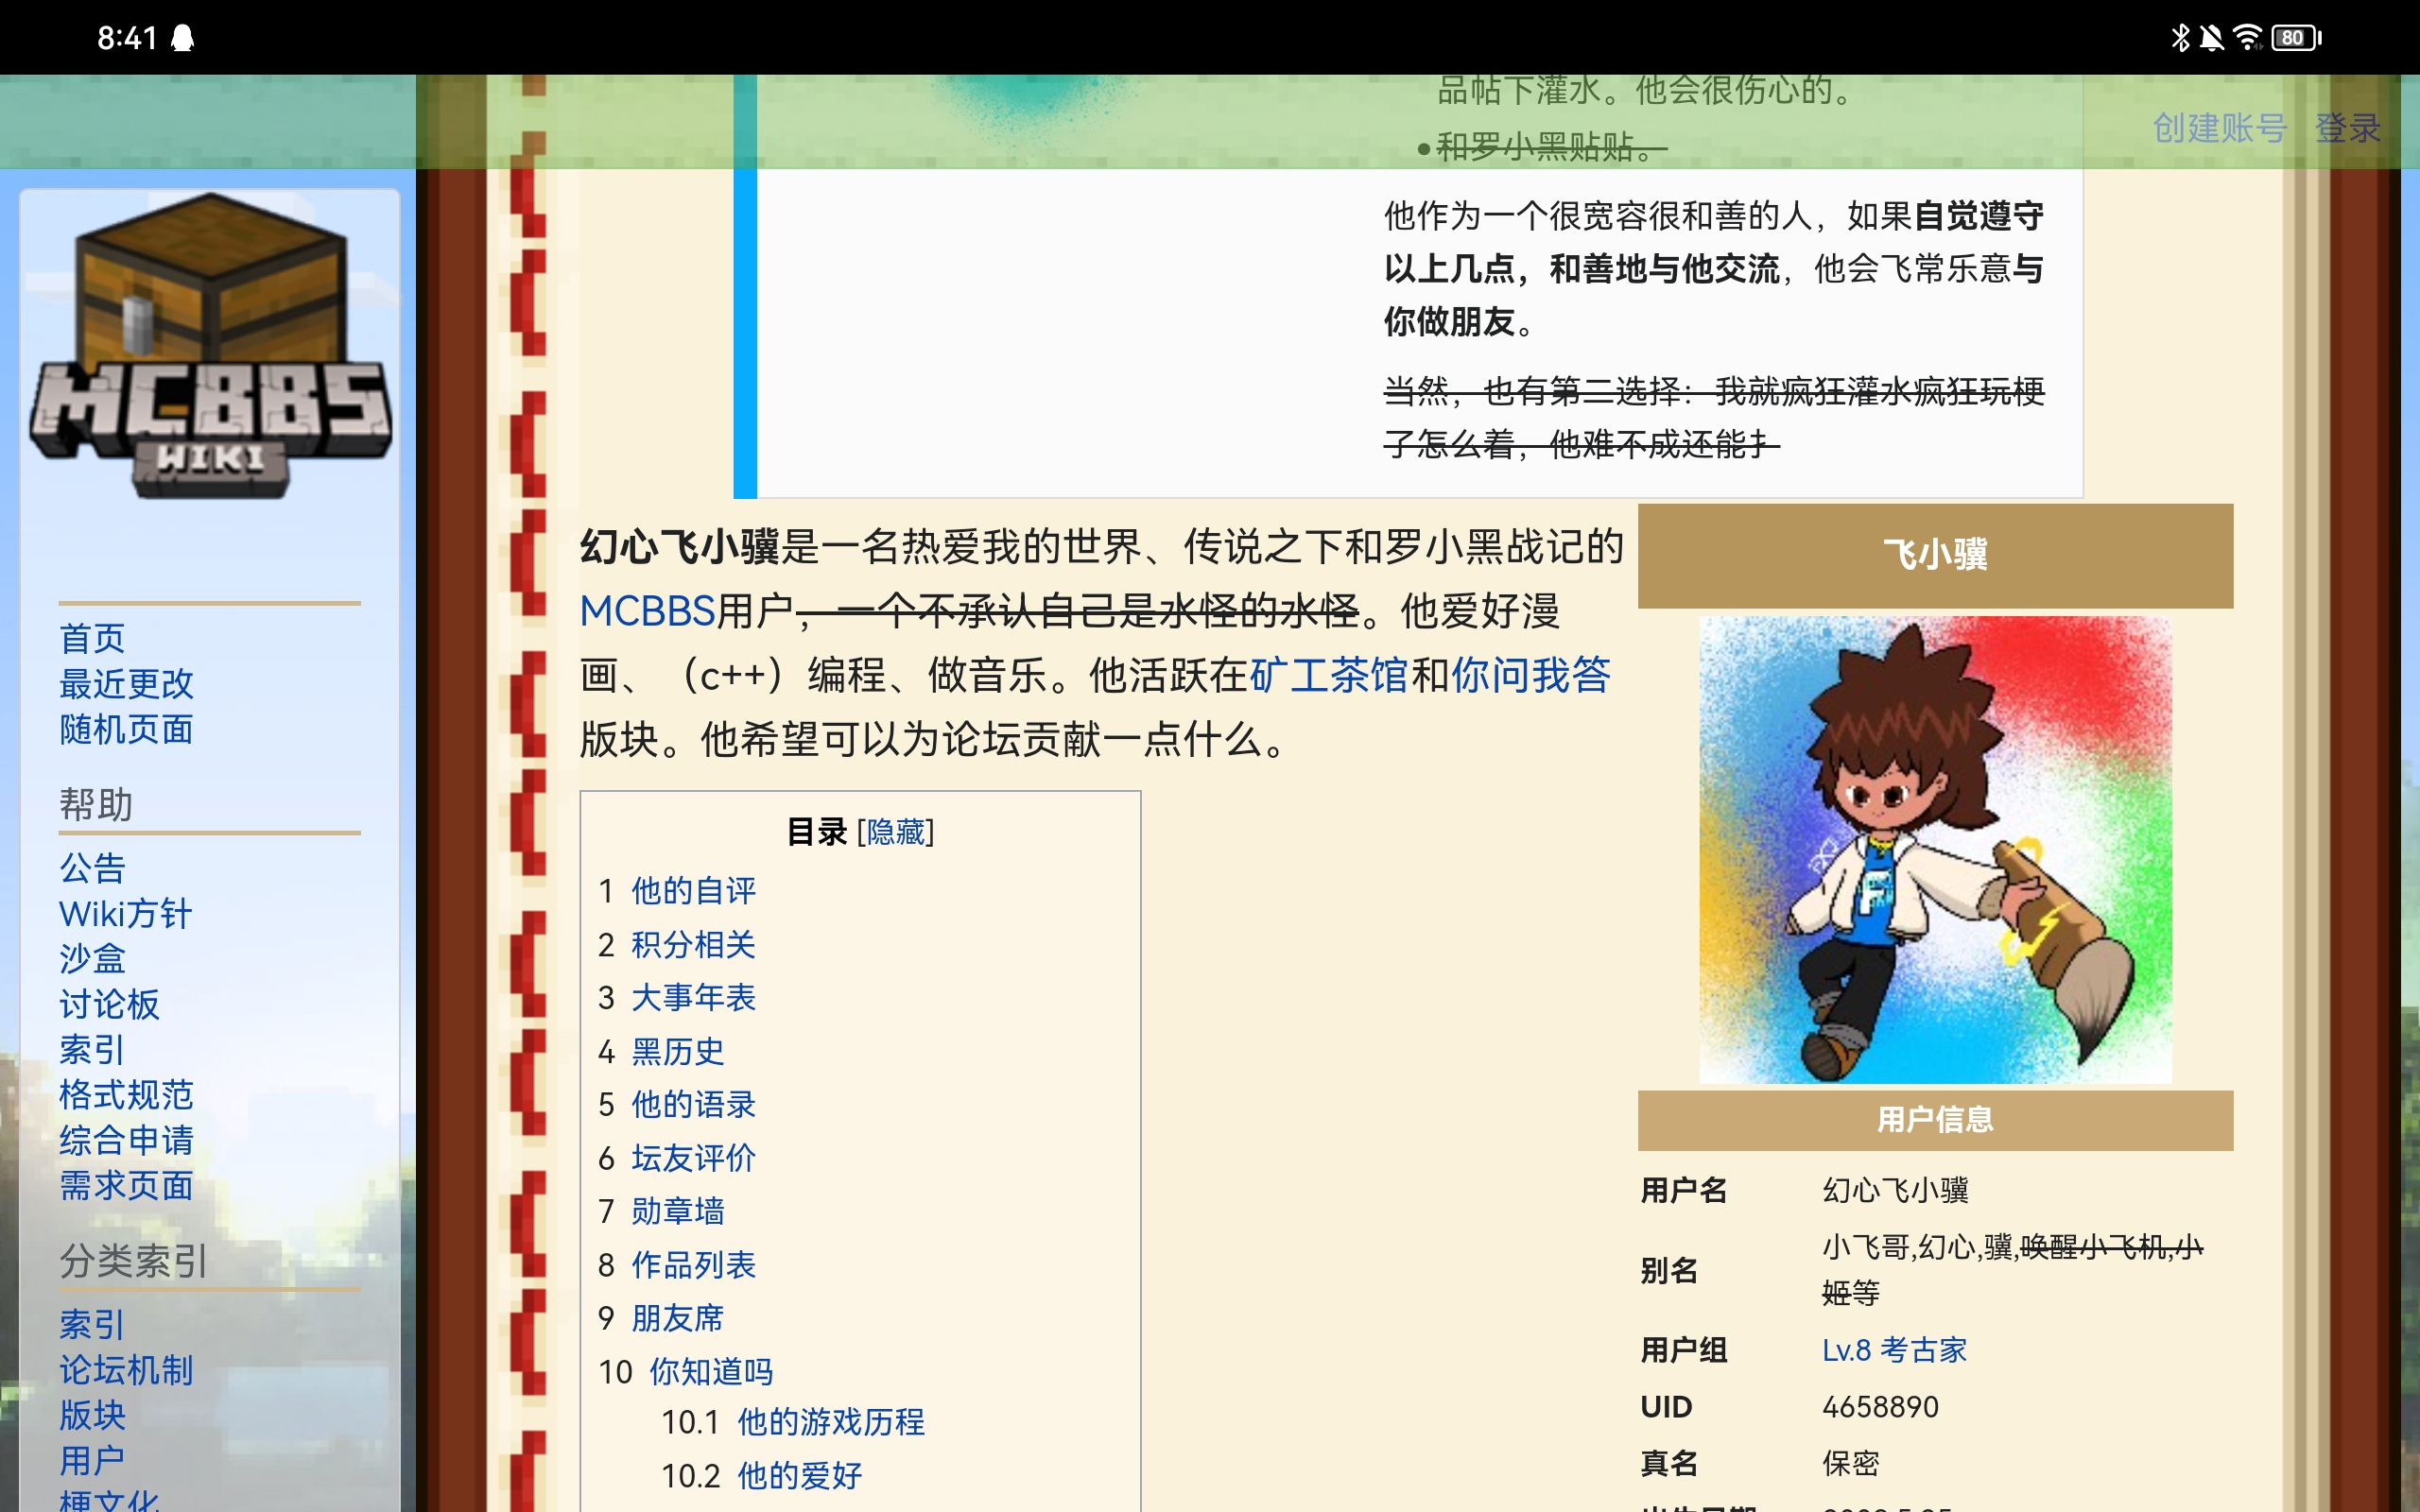 8:41
80
创建账号 登录
MCBBS
WIKI
首页
最近更改
随机页面
帮助
公告
Wiki方针
沙盒
讨论板
索引
格式规范
综合申请
需求页面
分类索引
索引
论坛机制
版块
用户
梗文化
品帖下灌水。他会很伤心的。
•和罗小黑贴贴。
他作为一个很宽容很和善的人，如果自觉遵守
以上几点，和善地与他交流，他会飞常乐意与
你做朋友。
当然，也有第二选择：我就疯狂灌水疯狂玩梗
了怎么着，他难不成还能扌
幻心飞小骥是一名热爱我的世界、传说之下和罗小黑战记的
MCBBS用户，一个不承认自己是水怪的水怪。他爱好漫
画、（c++）编程、做音乐。他活跃在矿工茶馆和你问我答
版块。他希望可以为论坛贡献一点什么。
目录 [隐藏]
1 他的自评
2 积分相关
3 大事年表
4 黑历史
5 他的语录
6 坛友评价
7 勋章墙
8 作品列表
9 朋友席
10 你知道吗
10.1 他的游戏历程
10.2 他的爱好
飞小骥
F
用户信息
用户名 幻心飞小骥
别名 小飞哥,幻心,骥,唤醒小飞机,小
姬等
用户组 Lv.8 考古家
UID 4658890
真名 保密